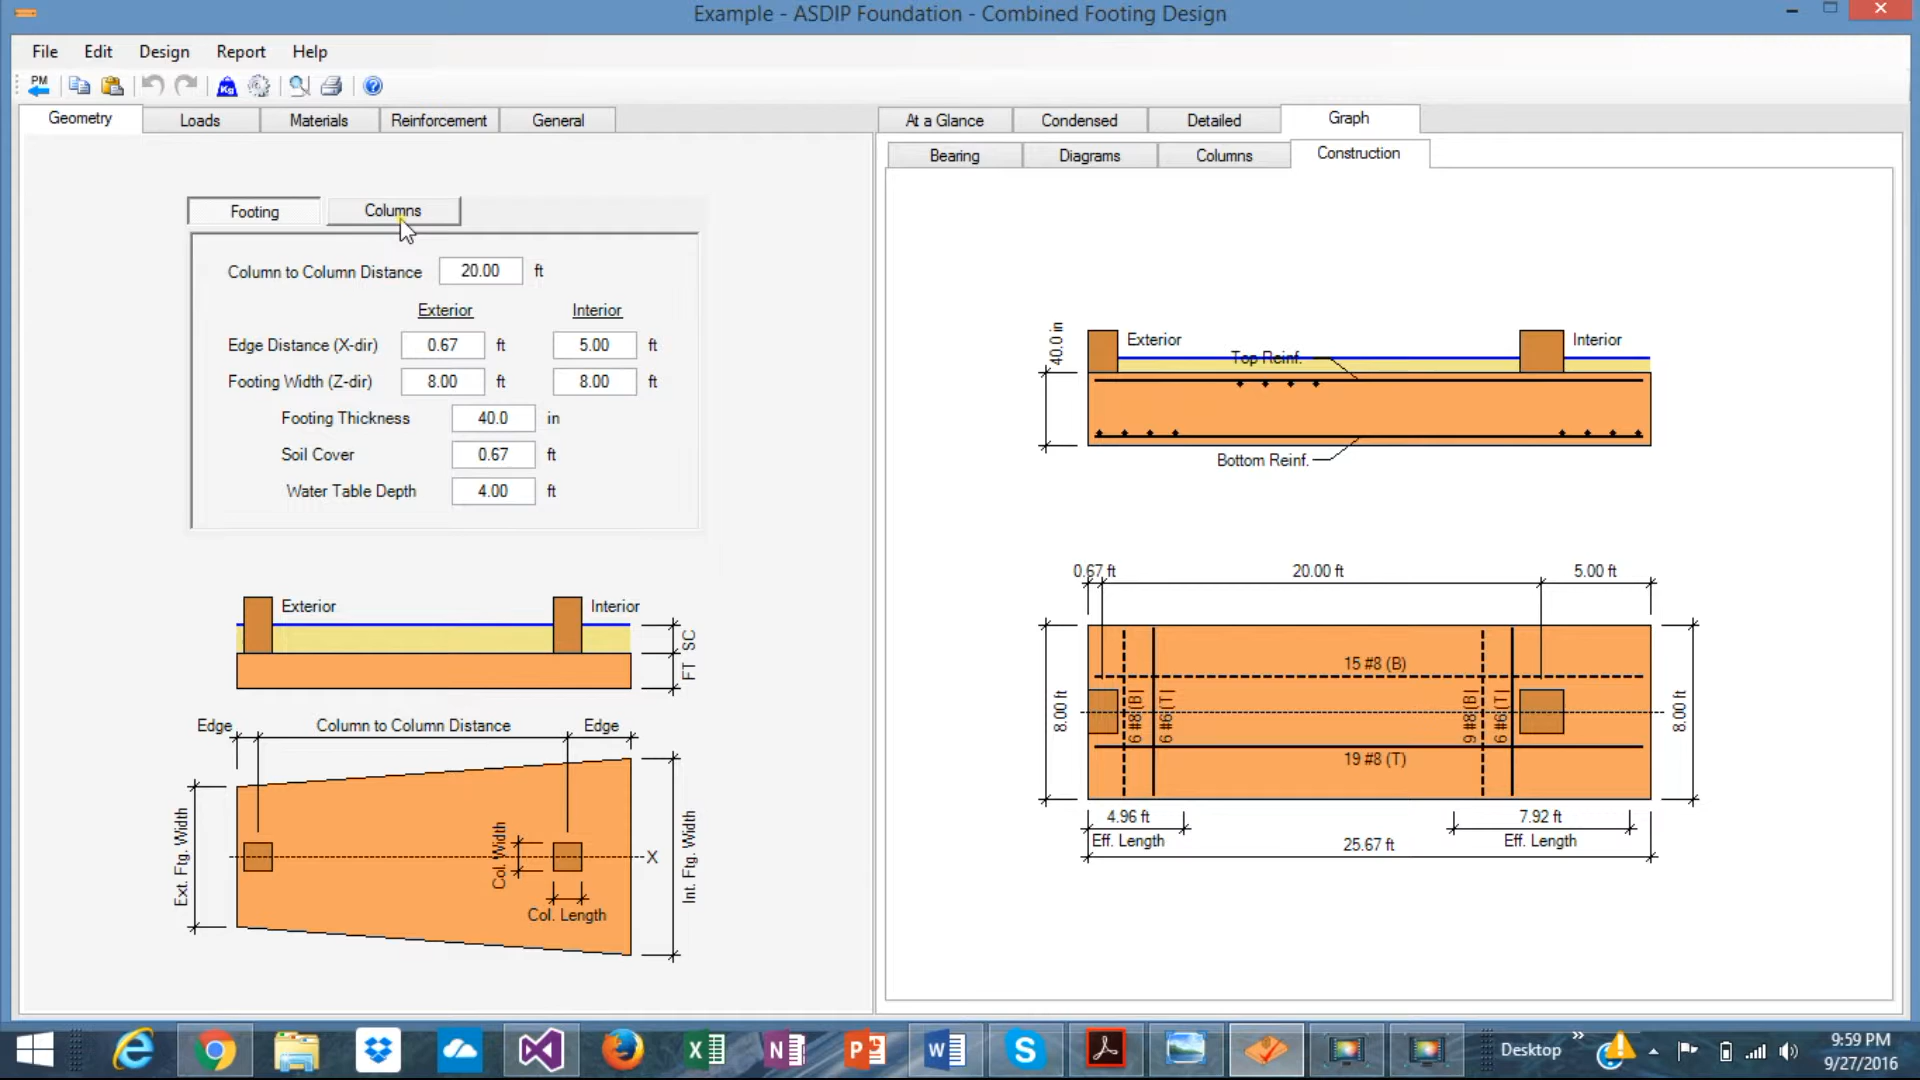 Example - ASDIP Foundation - Combined Footing Design
File Edit Design Report Help
PM
Kg
Geometry Loads Materials Reinforcement General
At a Glance Condensed Detailed Graph
Bearing Diagrams Columns Construction
Footing Columns
Column to Column Distance 20.00 ft
Exterior Interior
Edge Distance (X-dir) 0.67 ft 5.00 ft
Footing Width (Z-dir) 8.00 ft 8.00 ft
Footing Thickness 40.0 in
Soil Cover 0.67 ft
Water Table Depth 4.00 ft
Exterior Interior
SC
FT
Edge Column to Column Distance Edge
Ext. Ftg. Width
Col. Width
X
Int. Ftg. Width
Col. Length
40.0 in
Exterior Interior
Top Reinf.
Bottom Reinf.
0.67 ft 20.00 ft 5.00 ft
15 #8 (B)
8.00 ft
6 #8 (B)
6 #6 (T)
9 #8 (B)
6 #6 (T)
8.00 ft
19 #8 (T)
4.96 ft 7.92 ft
Eff. Length Eff. Length
25.67 ft
Desktop
9:59 PM
9/27/2016